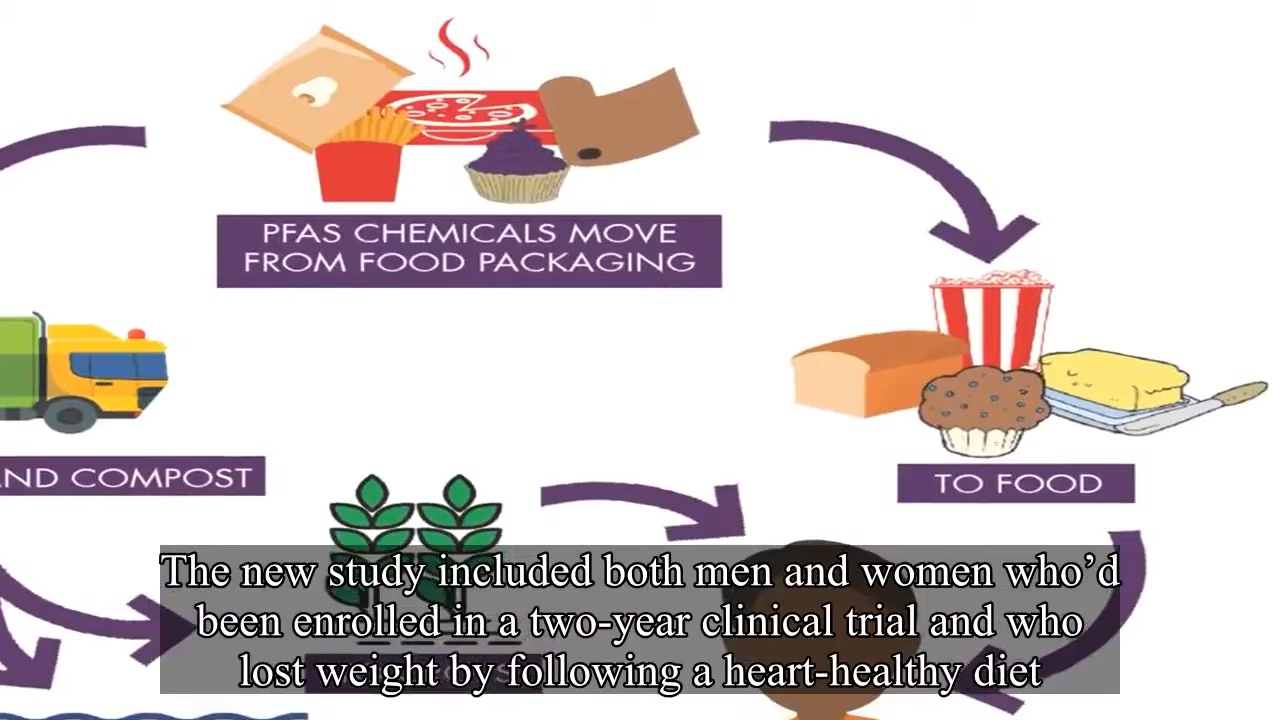 PFAS CHEMICALS MOVE
FROM FOOD PACKAGING
ND COMPOST
TO FOOD
The new study included both men and women who’d
been enrolled in a two-year clinical trial and who
lost weight by following a heart-healthy diet